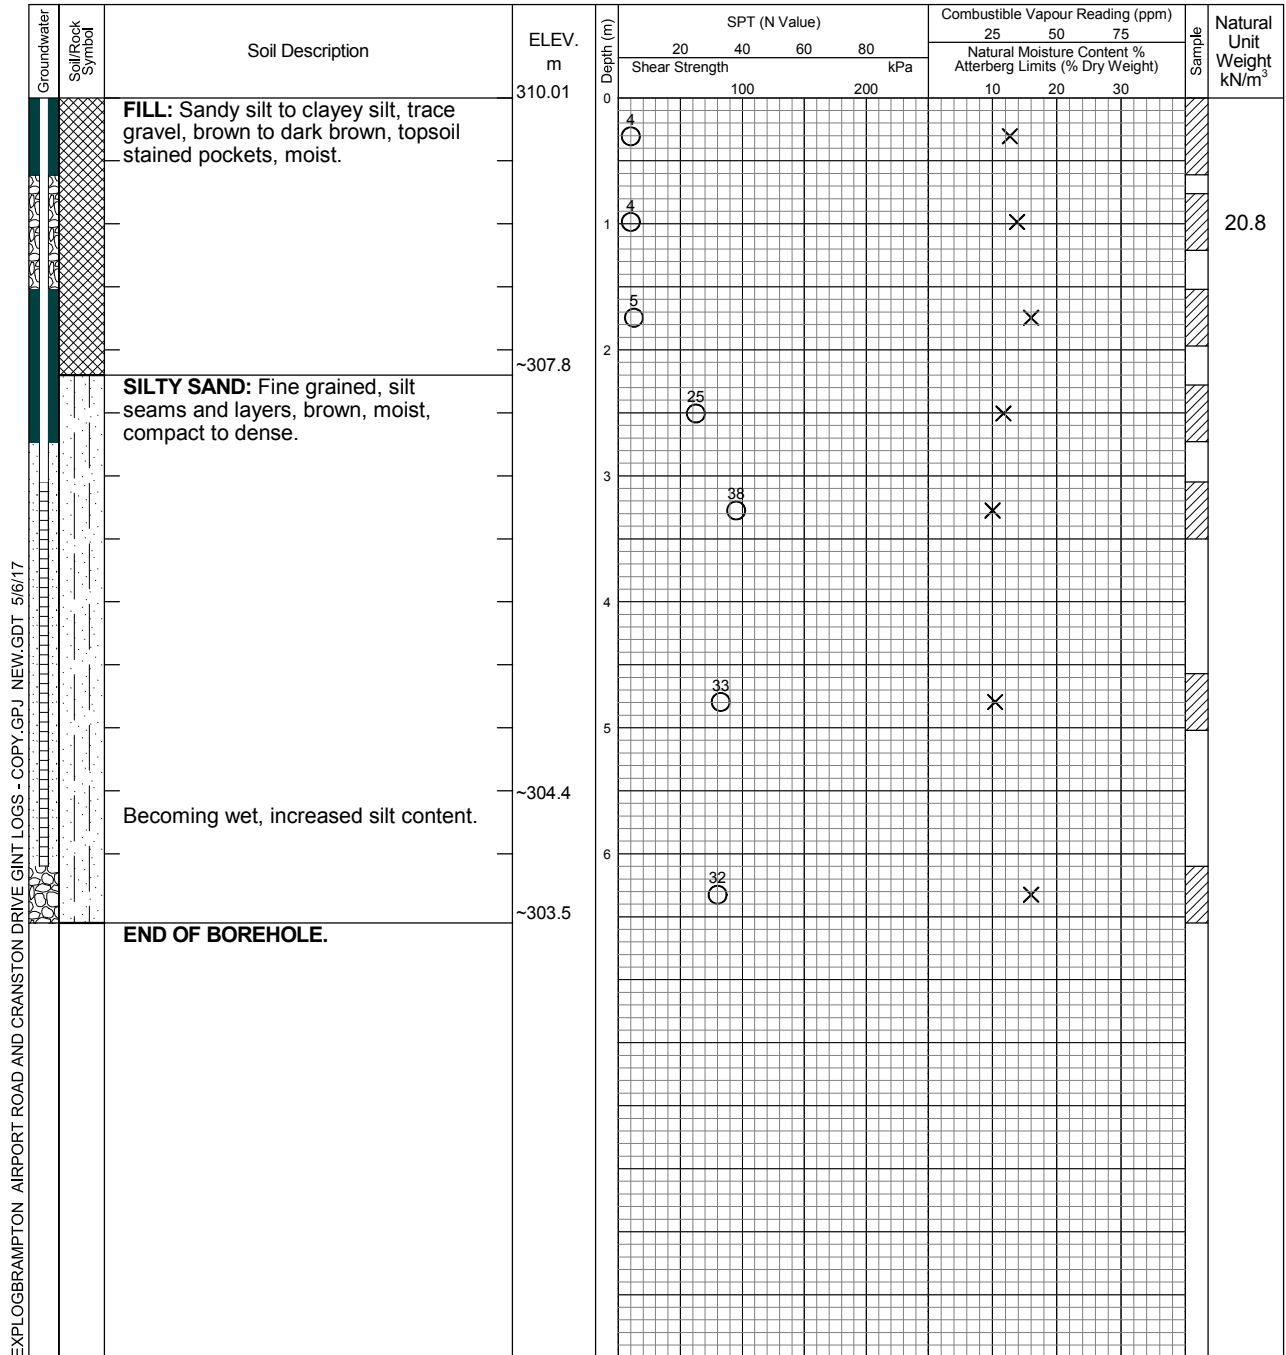 Groundwater
Soil/Rock
Symbol
Soil Description
ELEV.
m
310.01
Depth (m)
SPT (N Value)
20 40 60 80
Shear Strength kPa
100 200
Combustible Vapour Reading (ppm)
25 50 75
Natural Moisture Content %
Atterberg Limits (% Dry Weight)
10 20 30
Sample
Natural
Unit
Weight
kN/m³
0
FILL: Sandy silt to clayey silt, trace
gravel, brown to dark brown, topsoil
stained pockets, moist.
4
4
1
20.8
5
2
~307.8
SILTY SAND: Fine grained, silt
seams and layers, brown, moist,
compact to dense.
25
3
38
4
33
5
~304.4
Becoming wet, increased silt content.
6
32
~303.5
END OF BOREHOLE.
EXPLOGBRAMPTON AIRPORT ROAD AND CRANSTON DRIVE GINT LOGS - COPY.GPJ NEW.GDT 5/6/17